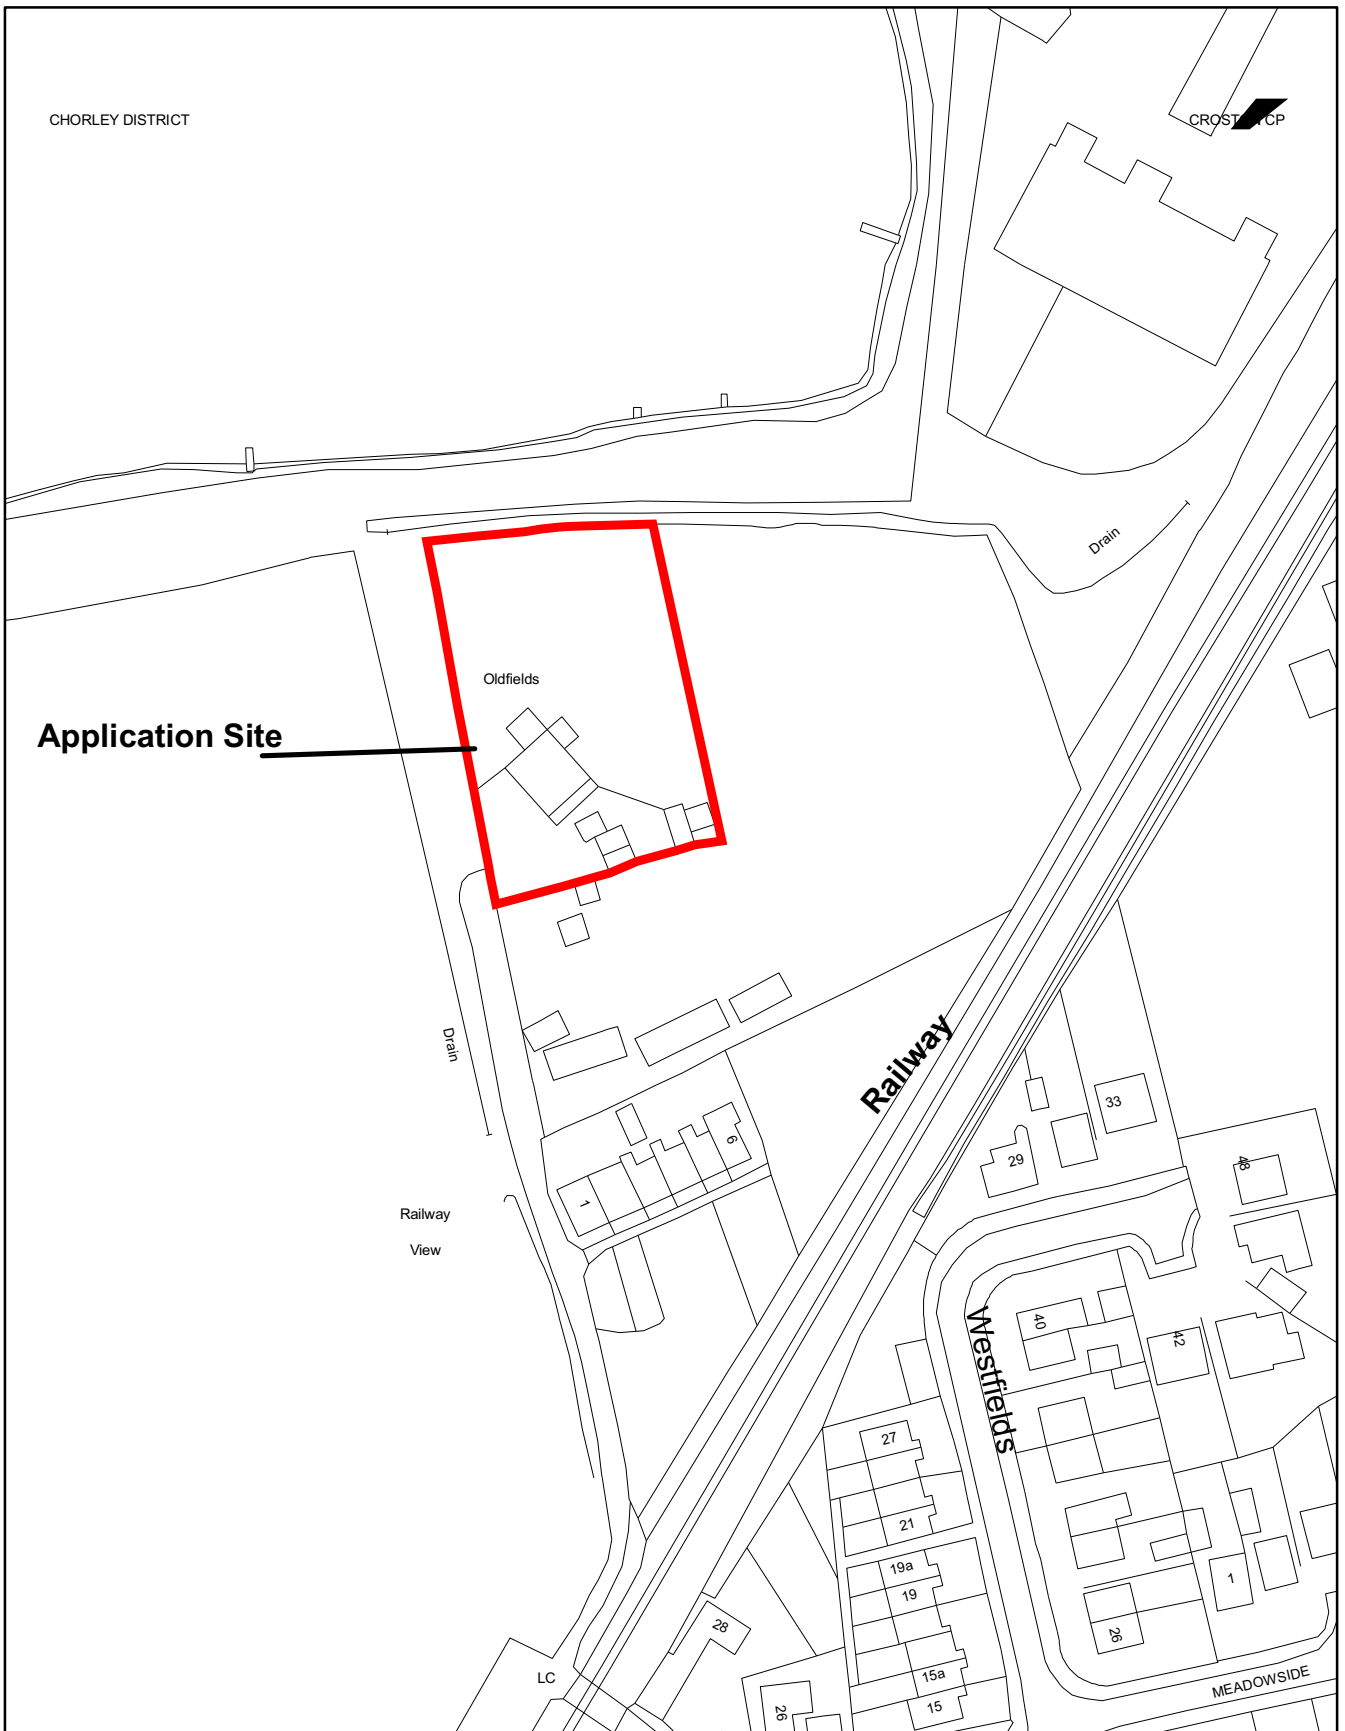 CHORLEY DISTRICT
CP
Drain
Oldfields
Application Site
Drain
Railway
33
29
48
6
1
Railway
View
40
42
Westfields
27
21
19a
19
1
28
26
15a
LC
MEADOWSIDE
26
15